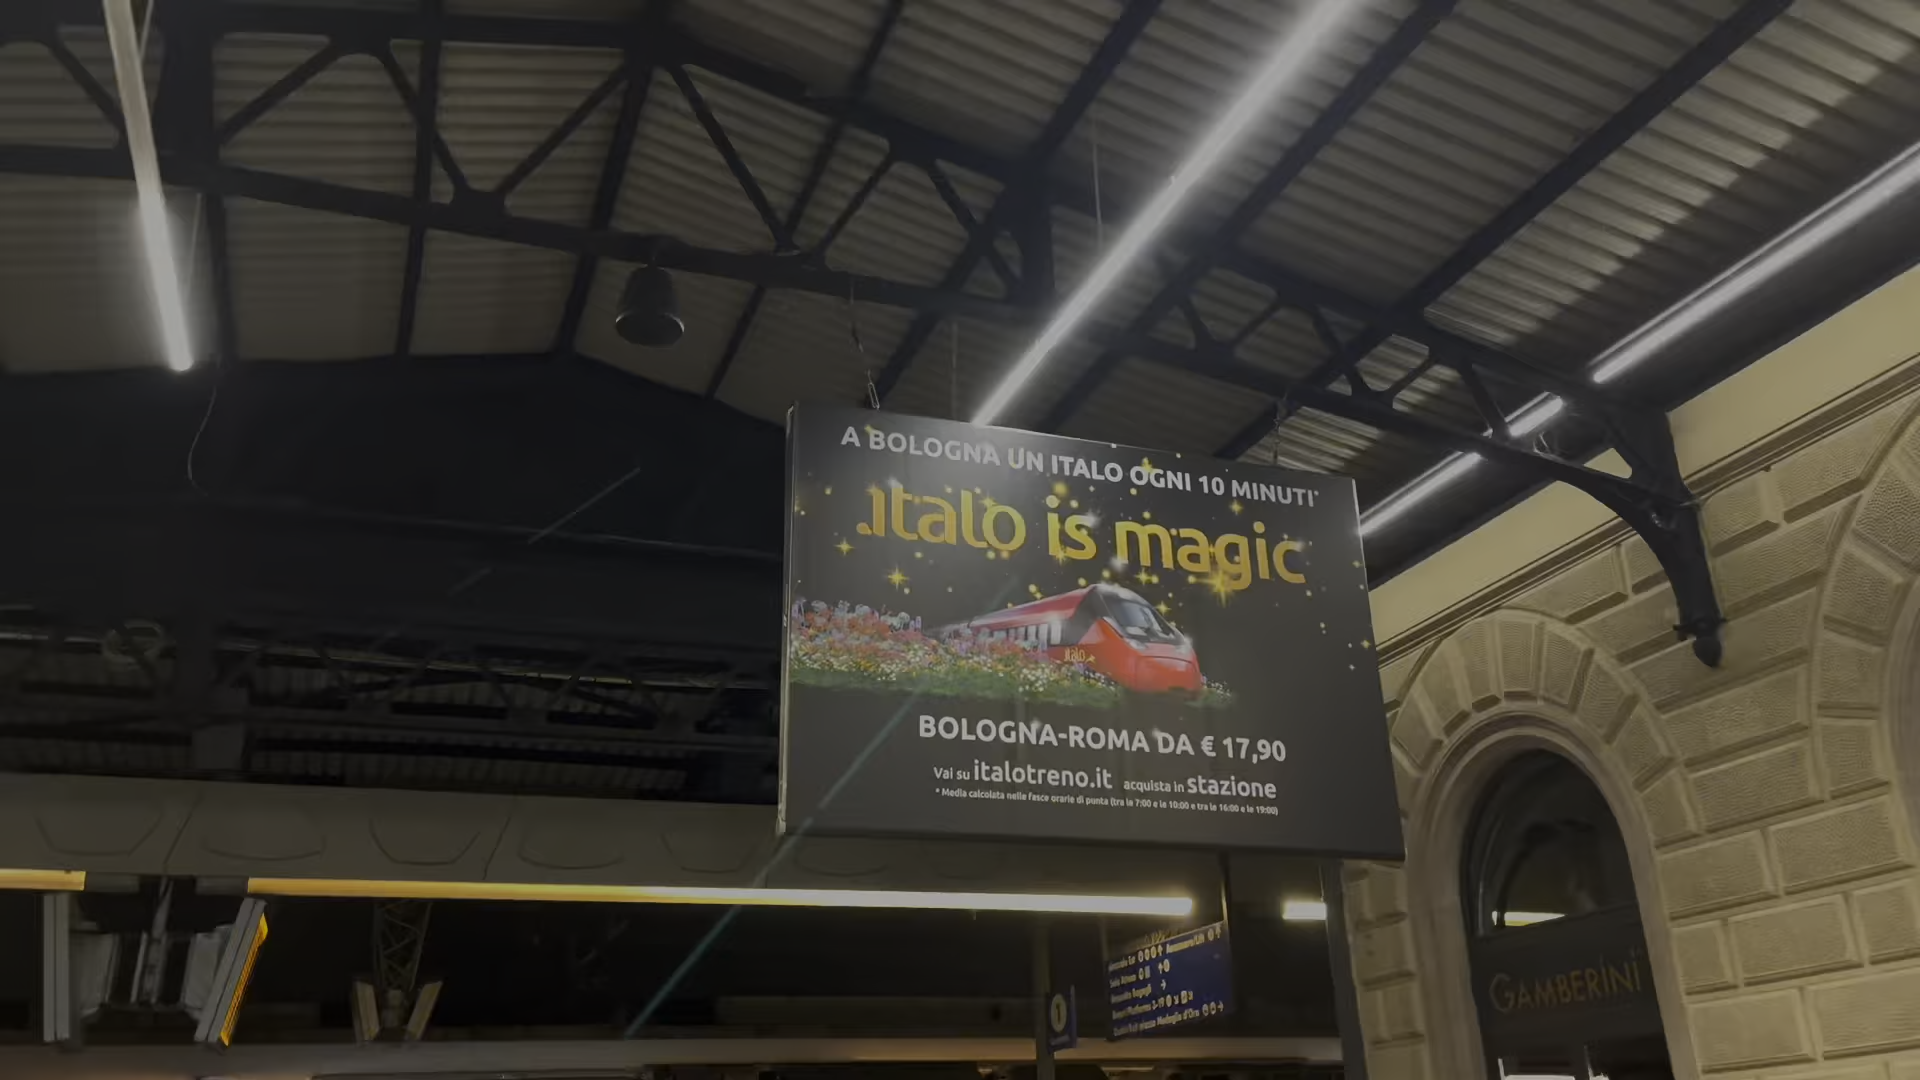 A BOLOGNA UN ITALO OGNI 10 MINUTI*
.italo is magic
italo
BOLOGNA-ROMA DA € 17,90
Vai su italotreno.it acquista in stazione
* Media calcolata nelle fasce orarie di punta (tra le 7:00 e le 10:00 e tra le 16:00 e le 19:00)
1
GAMBERINI